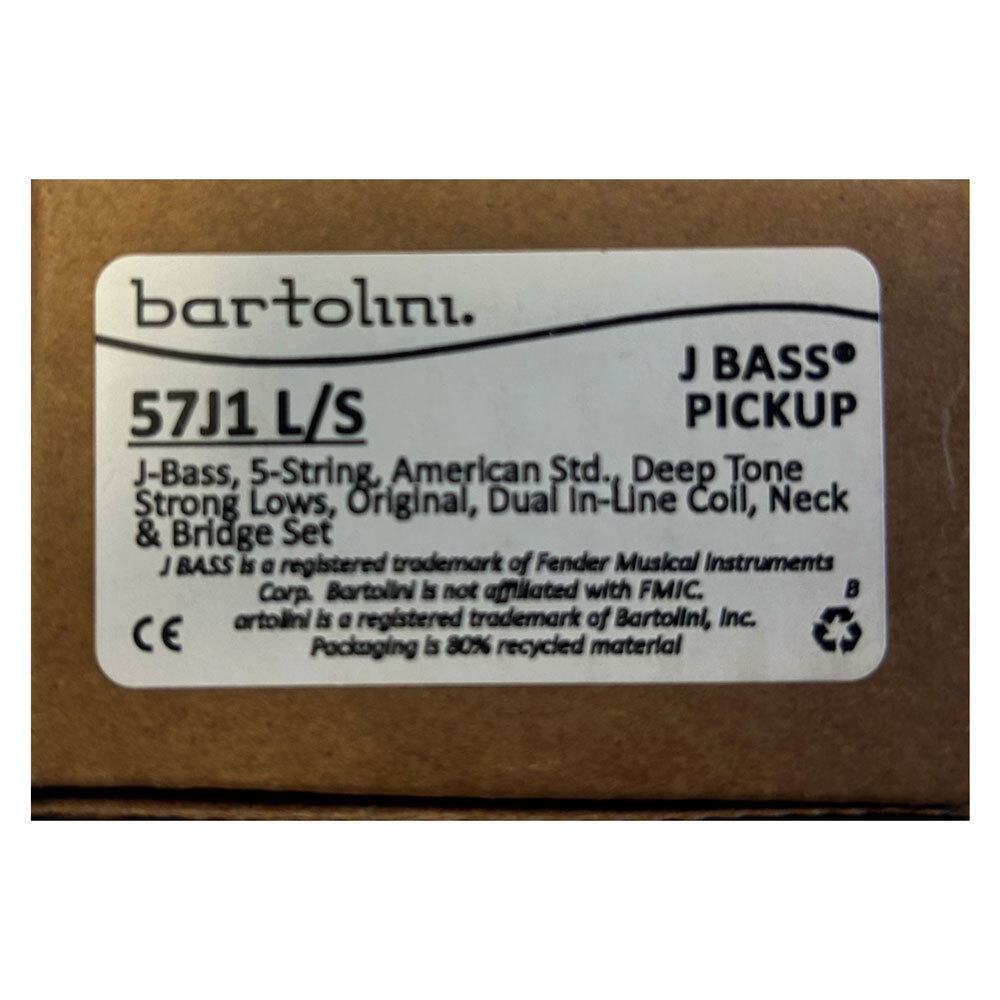 bartolini.
J BASS®
PICKUP
57J1 L/S
J-Bass, 5-String, American Std., Deep Tone
Strong Lows, Original, Dual In-Line Coil, Neck
& Bridge Set
J BASS is a registered trademark of Fender Musical Instruments
Corp. Bartolini is not affiliated with FMIC.
B
artolini is a registered trademark of Bartolini, Inc.
Packaging is 80% recycled material
CE